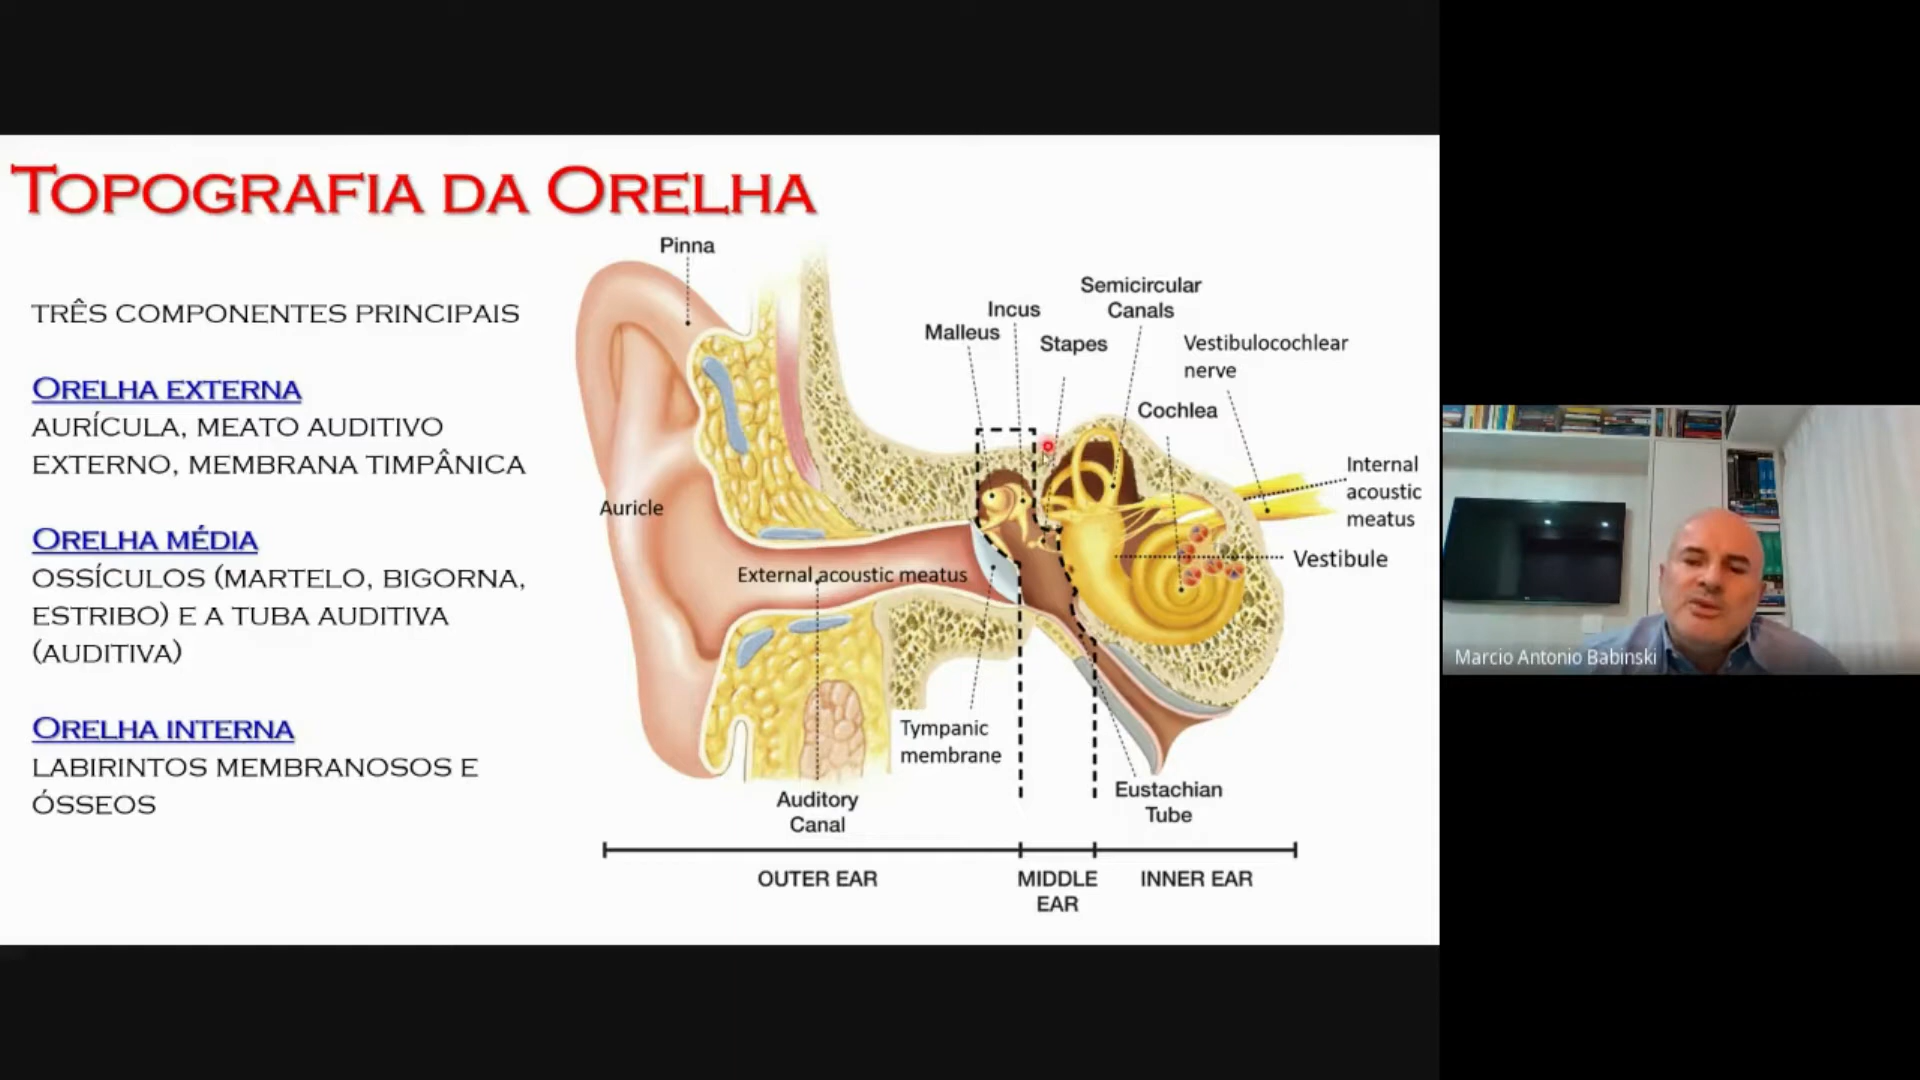 TOPOGRAFIA DA ORELHA
TRÊS COMPONENTES PRINCIPAIS
ORELHA EXTERNA
AURÍCULA, MEATO AUDITIVO
EXTERNO, MEMBRANA TIMPÂNICA
ORELHA MÉDIA
OSSÍCULOS (MARTELO, BIGORNA,
ESTRIBO) E A TUBA AUDITIVA
(AUDITIVA)
ORELHA INTERNA
LABIRINTOS MEMBRANOSOS E
ÓSSEOS
Pinna
Semicircular
Canals
Incus
Malleus
Stapes
Vestibulocochlear
nerve
Cochlea
Internal
acoustic
meatus
Auricle
Vestibule
External acoustic meatus
Tympanic
membrane
Auditory
Canal
Eustachian
Tube
OUTER EAR
MIDDLE
EAR
INNER EAR
Marcio Antonio Babinski